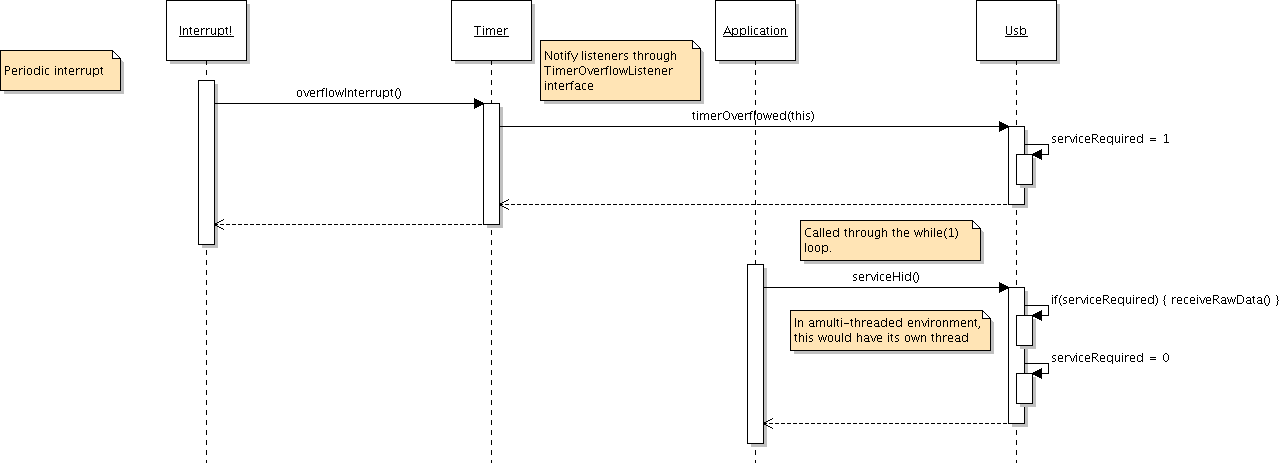 Interrupt!
Timer
Application
Usb
Periodic interrupt
Notify listeners through
TimerOverflowListener
interface
overflowInterrupt()
timerOverflowed(this)
serviceRequired = 1
Called through the while(1)
loop.
serviceHid()
if(serviceRequired) { receiveRawData() }
In amulti-threaded environment,
this would have its own thread
serviceRequired = 0